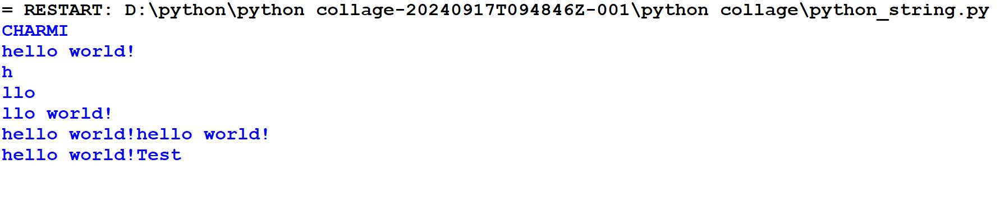 = RESTART: D:\python\python collage-20240917T094846Z-001\python collage\python_string.py
CHARMI
hello world!
h
llo
llo world!
hello world!hello world!
hello world!Test